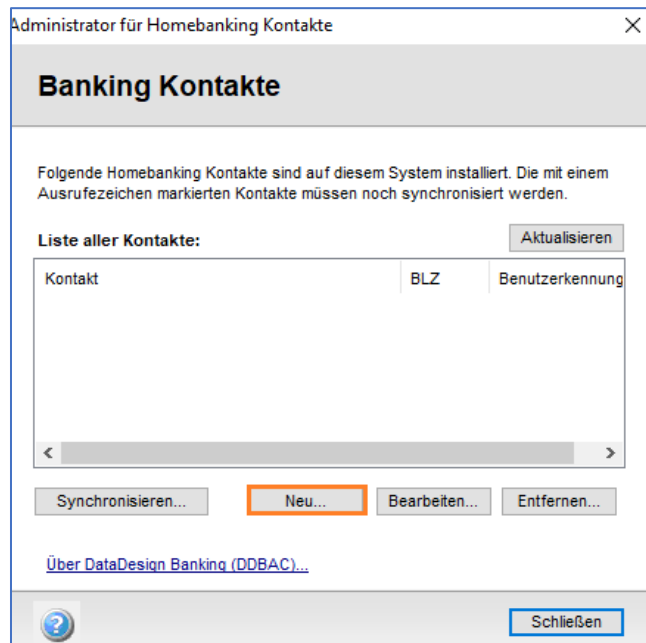 Administrator für Homebanking Kontakte
Banking Kontakte
Folgende Homebanking Kontakte sind auf diesem System installiert. Die mit einem
Ausrufezeichen markierten Kontakte müssen noch synchronisiert werden.
Liste aller Kontakte: Aktualisieren
Kontakt BLZ Benutzerkennung
Synchronisieren... Neu... Bearbeiten... Entfernen...
Über DataDesign Banking (DDBAC)...
? Schließen